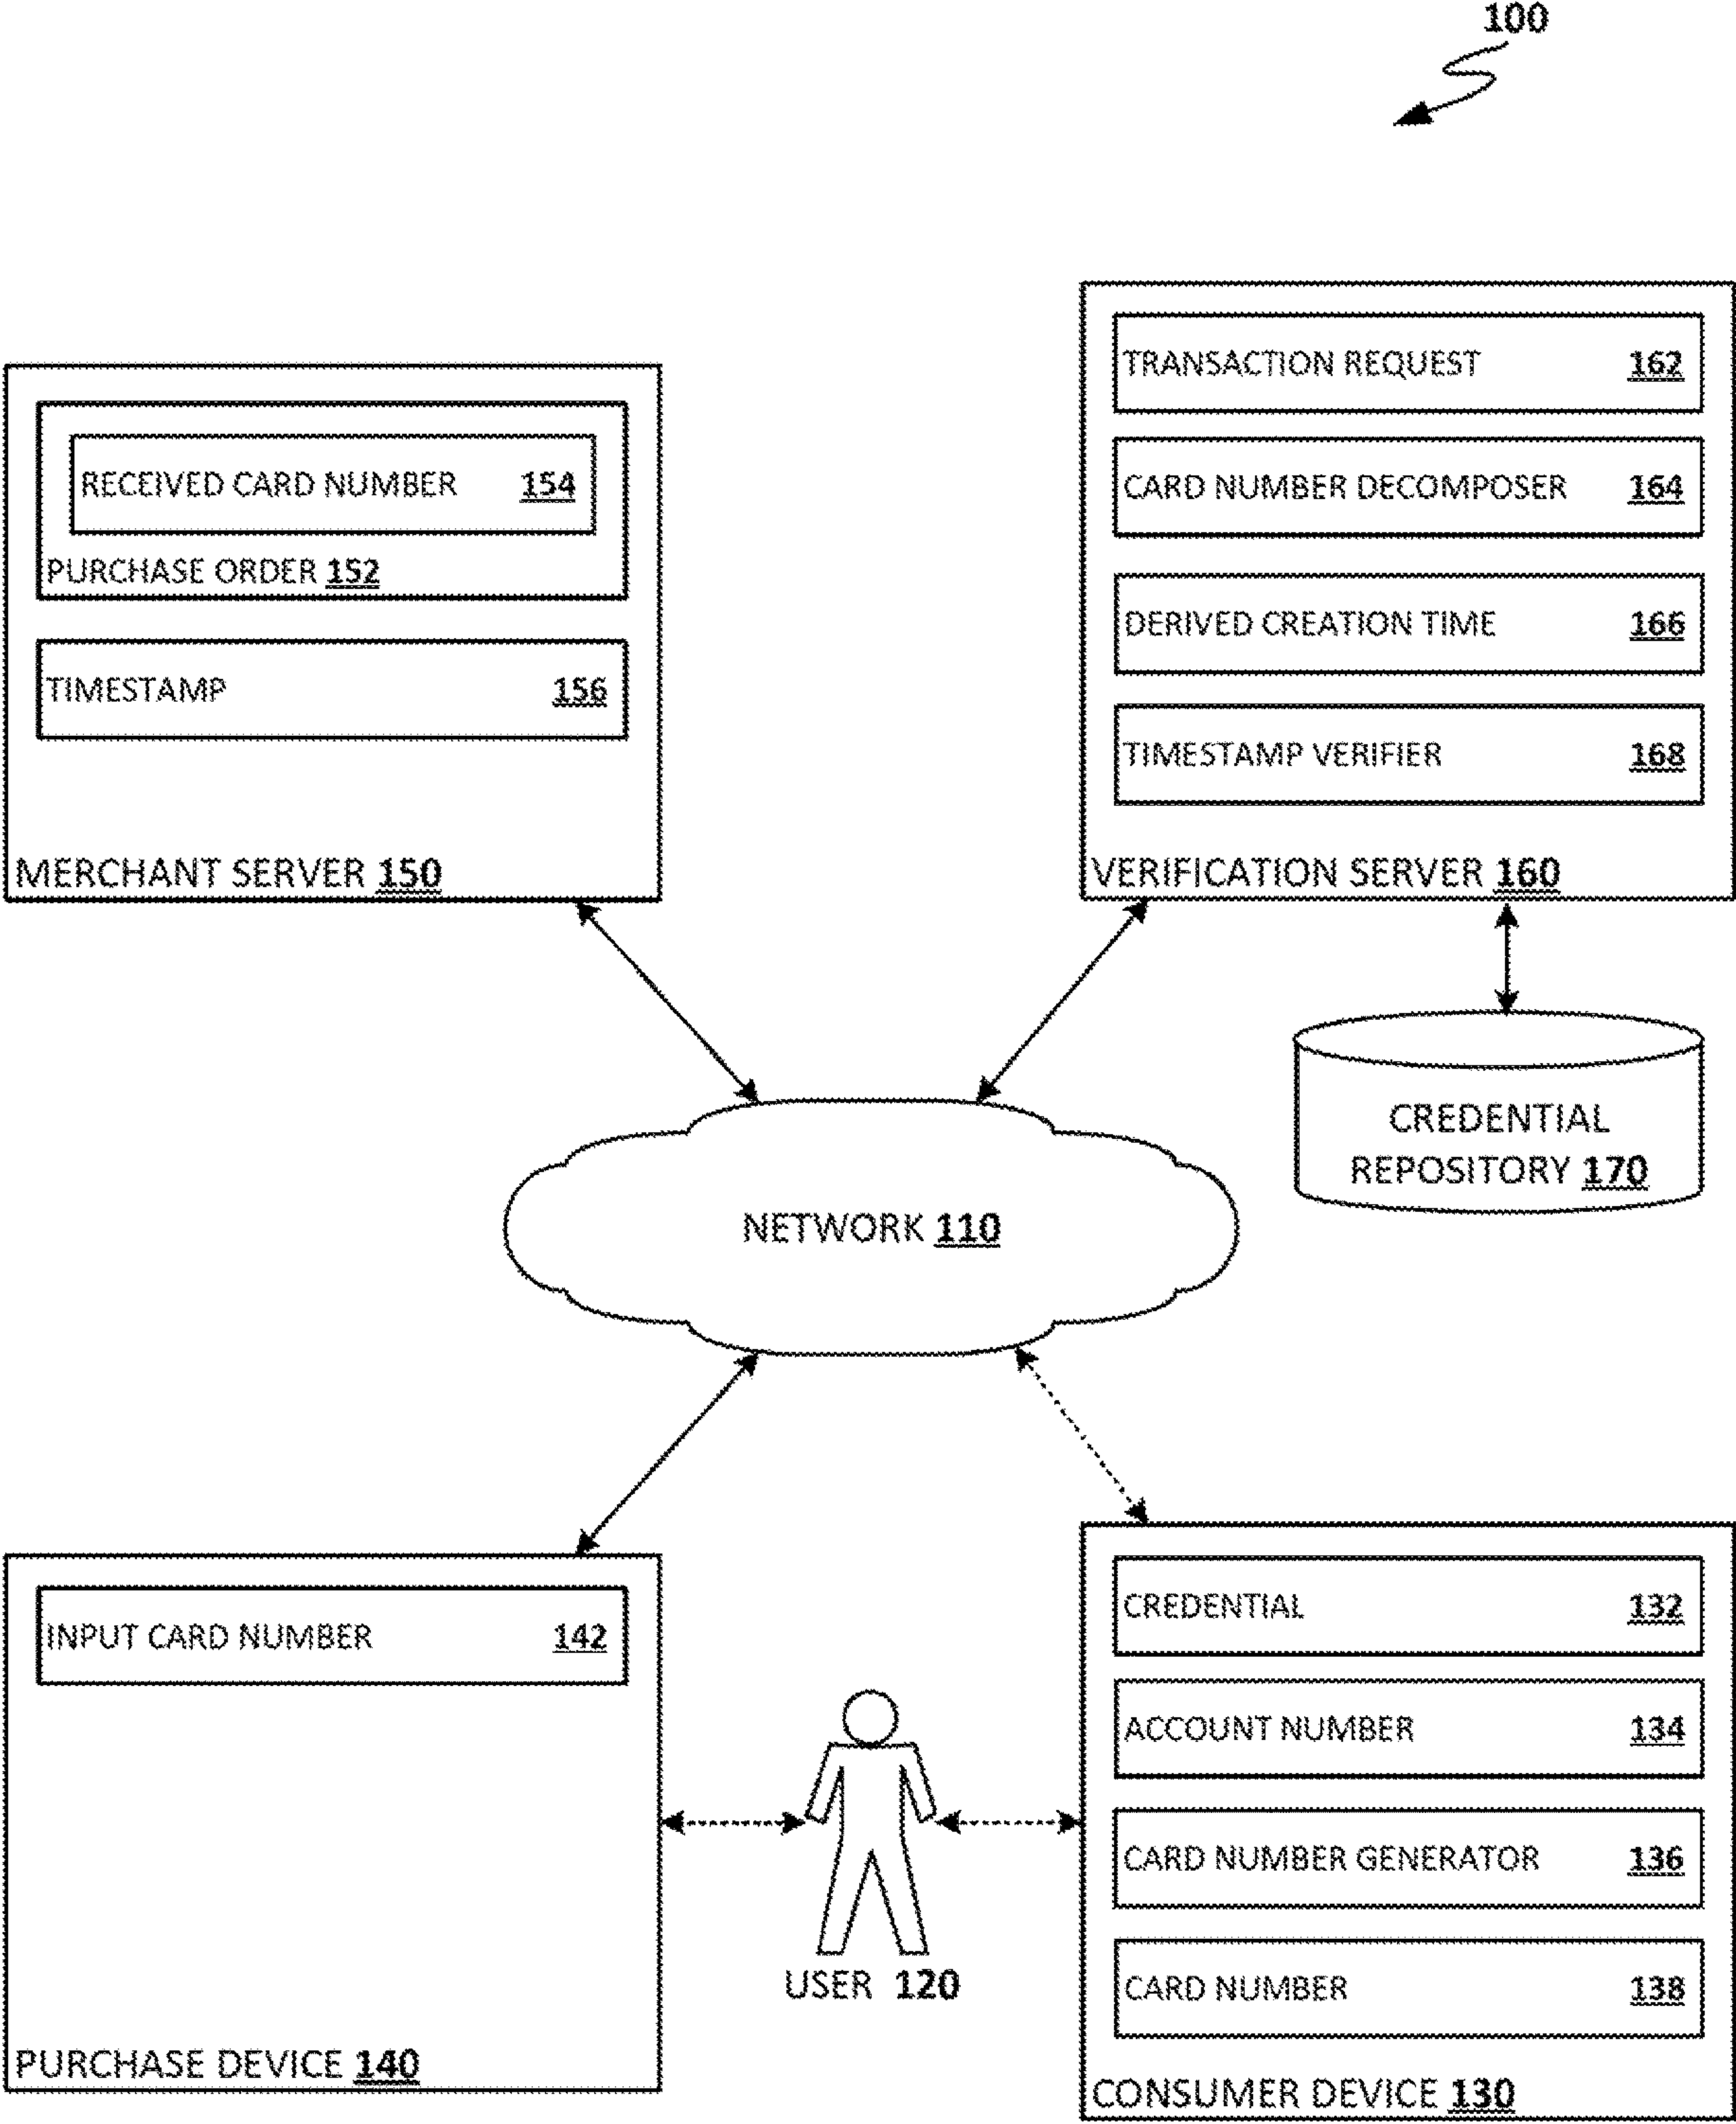 100
TRANSACTION REQUEST 162
CARD NUMBER DECOMPOSER 164
DERIVED CREATION TIME 166
TIMESTAMP VERIFIER 168
VERIFICATION SERVER 160
RECEIVED CARD NUMBER 154
PURCHASE ORDER 152
TIMESTAMP 156
MERCHANT SERVER 150
CREDENTIAL
REPOSITORY 170
NETWORK 110
INPUT CARD NUMBER 142
PURCHASE DEVICE 140
USER 120
CREDENTIAL 132
ACCOUNT NUMBER 134
CARD NUMBER GENERATOR 136
CARD NUMBER 138
CONSUMER DEVICE 130